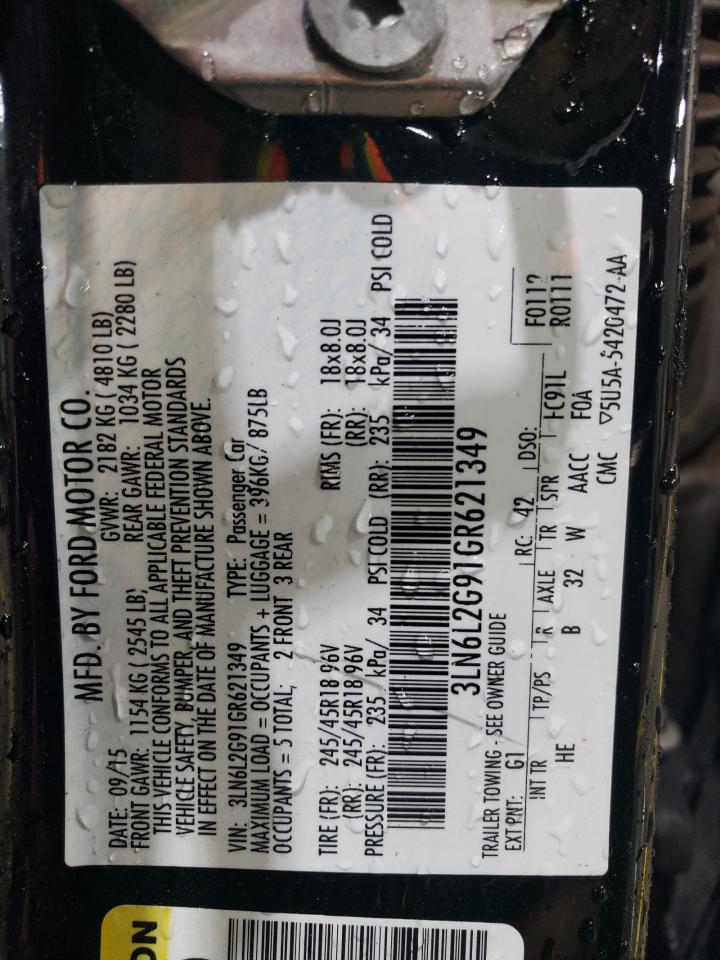 MFD. BY FORD MOTOR CO.
DATE: 09/15 GVWR: 2182 KG ( 4810 LB)
FRONT GAWR: 1154 KG ( 2545 LB; REAR GAWR: 1034 KG ( 2280 LB)
THIS VEHICLE CONFORMS TO ALL APPLICABLE FEDERAL MOTOR
VEHICLE SAFETY, BUMPER, AND THEFT PREVENTION STANDARDS
IN EFFECT ON THE DATE OF MANUFACTURE SHOWN ABOVE.
VIN: 3LN6L2G91GR621349 TYPE: Passenger Car
MAXIMUM LOAD = OCCUPANTS + LUGGAGE = 396KG/ 875LB
OCCUPANTS = 5 TOTAL; 2 FRONT 3 REAR
TIRE (FR): 245/45R18 96V RIMS (FR): 18x8.0J
(RR): 245/45R18 96V (RR): 18x8.0J
PRESSURE (FR): 235 kPa/ 34 PSI COLD (RR): 235 kPa/ 34 PSI COLD
3LN6L2G91GR621349
TRAILER TOWING - SEE OWNER GUIDE
EXT PNT: G1 RC: 42 DSO: F0112
R0111
INT TR TP/PS R AXLE TR SPR FC91L
HE B 32 W AACC F0A
CMC ▽5U5A-5420472-AA
ON